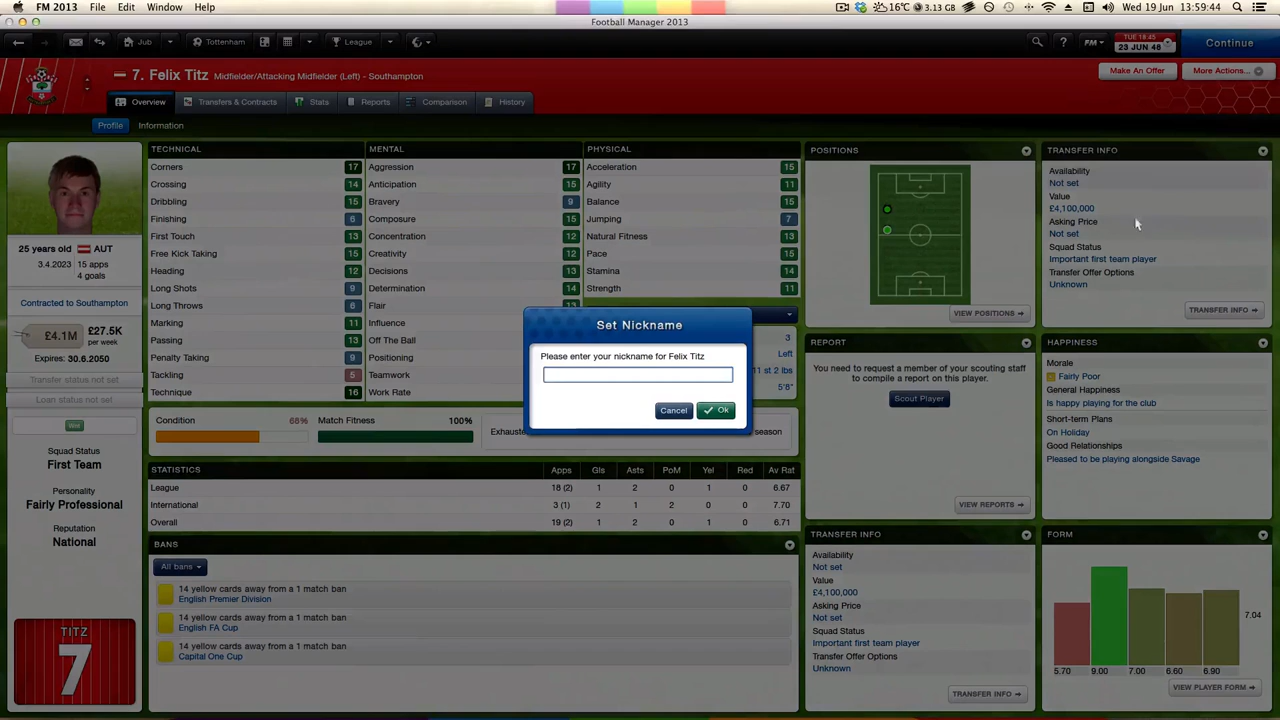 FM 2013 File Edit Window Help 16°C 3.13 GB Wed 19 Jun 13:59:44
Football Manager 2013
Job Tottenham League FM TUE 18:45 23 JUN 48 Continue
7. Felix Titz Midfielder/Attacking Midfielder (Left) - Southampton Make An Offer More Actions...
Overview Transfers & Contracts Stats Reports Comparison History
Profile Information
25 years old AUT
3.4.2023 15 apps
4 goals
Contracted to Southampton
£4.1M £27.5K
per week
Expires: 30.6.2050
Transfer status not set
Loan status not set
Squad Status
First Team
Personality
Fairly Professional
Reputation
National
TITZ
7
TECHNICAL
Corners 17
Crossing 14
Dribbling 15
Finishing 6
First Touch 13
Free Kick Taking 15
Heading 12
Long Shots 9
Long Throws 6
Marking 11
Passing 13
Penalty Taking 9
Tackling 5
Technique 16
MENTAL
Aggression 17
Anticipation 15
Bravery 9
Composure 15
Concentration 12
Creativity 12
Decisions 13
Determination 14
Flair 13
Influence
Off The Ball
Positioning
Teamwork
Work Rate
PHYSICAL
Acceleration 15
Agility 11
Balance 15
Jumping 7
Natural Fitness 13
Pace 15
Stamina 14
Strength 11
3
Left
11 st 2 lbs
5'8"
Set Nickname
Please enter your nickname for Felix Titz
Cancel Ok
Condition 68% Match Fitness 100% season
STATISTICS Apps Gls Asts PoM Yel Red Av Rat
League 18 (2) 1 2 0 1 0 6.67
International 3 (1) 2 1 2 0 0 7.70
Overall 19 (2) 1 2 0 1 0 6.71
BANS
All bans
14 yellow cards away from a 1 match ban
English Premier Division
14 yellow cards away from a 1 match ban
English FA Cup
14 yellow cards away from a 1 match ban
Capital One Cup
POSITIONS
VIEW POSITIONS
REPORT
You need to request a member of your scouting staff
to compile a report on this player.
Scout Player
VIEW REPORTS
TRANSFER INFO
Availability
Not set
Value
£4,100,000
Asking Price
Not set
Squad Status
Important first team player
Transfer Offer Options
Unknown
TRANSFER INFO
TRANSFER INFO
Availability
Not set
Value
£4,100,000
Asking Price
Not set
Squad Status
Important first team player
Transfer Offer Options
Unknown
TRANSFER INFO
HAPPINESS
Morale
Fairly Poor
General Happiness
Is happy playing for the club
Short-term Plans
On Holiday
Good Relationships
Pleased to be playing alongside Savage
FORM
7.04
5.70 9.00 7.10 6.60 6.90
VIEW PLAYER FORM